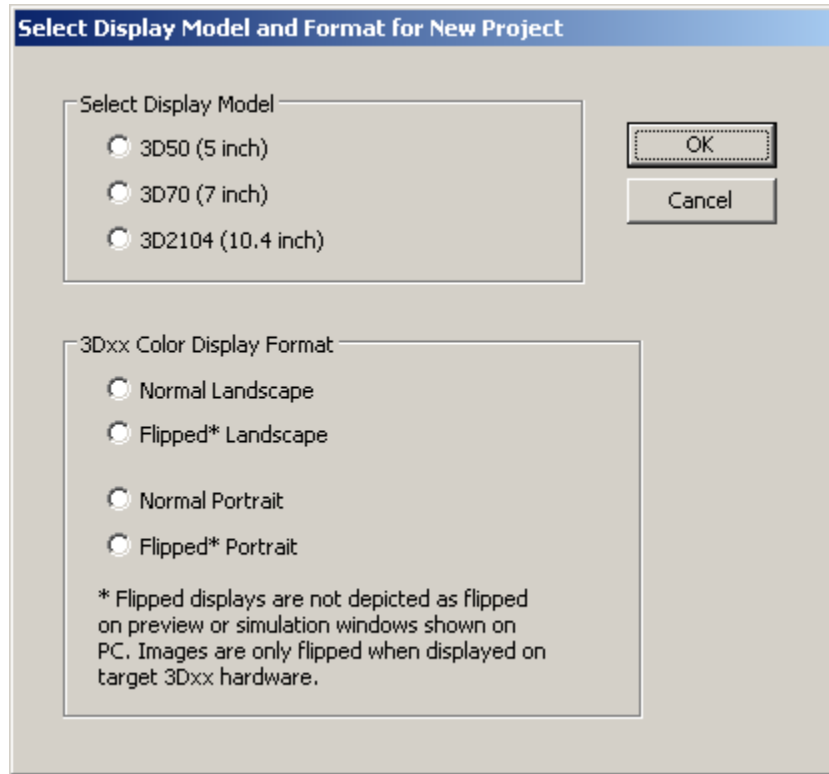 Select Display Model and Format for New Project
Select Display Model
3D50 (5 inch)
3D70 (7 inch)
3D2104 (10.4 inch)
OK
Cancel
3Dxx Color Display Format
Normal Landscape
Flipped* Landscape
Normal Portrait
Flipped* Portrait
* Flipped displays are not depicted as flipped
on preview or simulation windows shown on
PC. Images are only flipped when displayed on
target 3Dxx hardware.